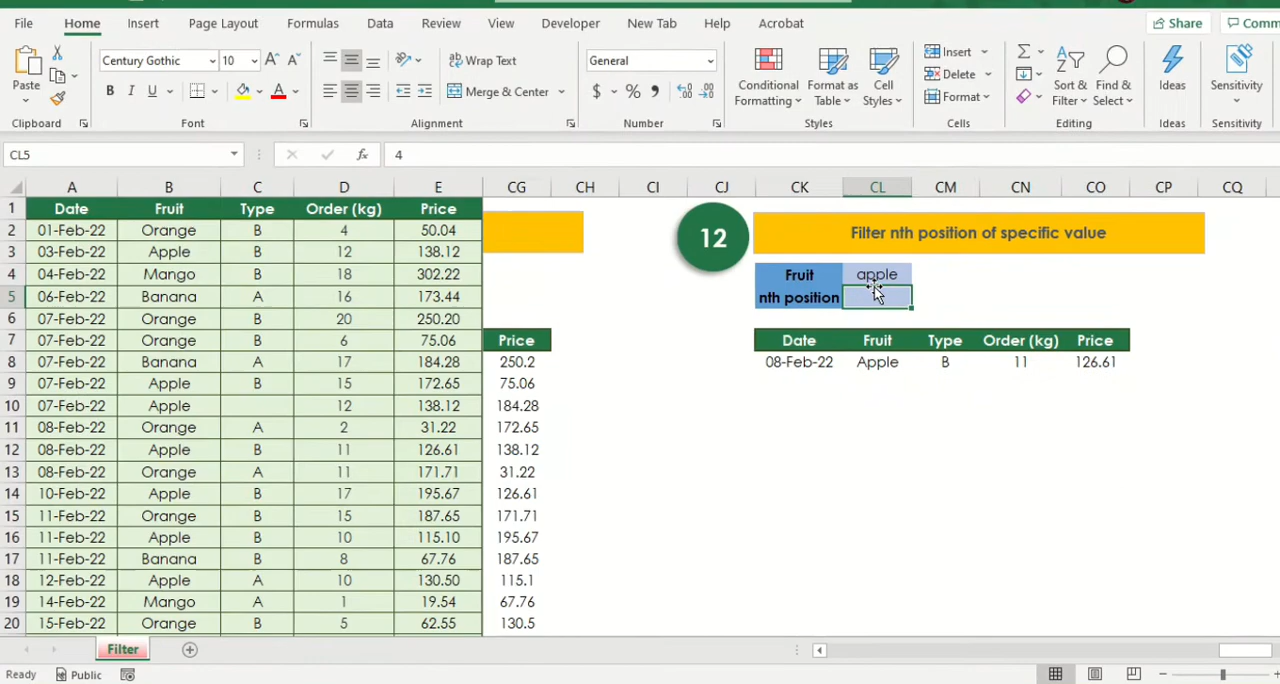 File Home Insert Page Layout Formulas Data Review View Developer New Tab Help Acrobat Share Comm
Century Gothic 10 Wrap Text General Insert
Paste B I U Merge & Center $ % Conditional Formatting Format as Table Cell Styles Delete Format Sort & Filter Find & Select Ideas Sensitivity
Clipboard Font Alignment Number Styles Cells Editing Ideas Sensitivity
CL5 fx 4
A B C D E CG CH CI CJ CK CL CM CN CO CP CQ
1 Date Fruit Type Order (kg) Price
2 01-Feb-22 Orange B 4 50.04 12 Filter nth position of specific value
3 03-Feb-22 Apple B 12 138.12
4 04-Feb-22 Mango B 18 302.22 Fruit apple
5 06-Feb-22 Banana A 16 173.44 nth position
6 07-Feb-22 Orange B 20 250.20
7 07-Feb-22 Orange B 6 75.06 Price Date Fruit Type Order (kg) Price
8 07-Feb-22 Banana A 17 184.28 250.2 08-Feb-22 Apple B 11 126.61
9 07-Feb-22 Apple B 15 172.65 75.06
10 07-Feb-22 Apple 12 138.12 184.28
11 08-Feb-22 Orange A 2 31.22 172.65
12 08-Feb-22 Apple B 11 126.61 138.12
13 08-Feb-22 Orange A 11 171.71 31.22
14 10-Feb-22 Apple B 17 195.67 126.61
15 11-Feb-22 Orange B 15 187.65 171.71
16 11-Feb-22 Apple B 10 115.10 195.67
17 11-Feb-22 Banana B 8 67.76 187.65
18 12-Feb-22 Apple A 10 130.50 115.1
19 14-Feb-22 Mango A 1 19.54 67.76
20 15-Feb-22 Orange B 5 62.55 130.5
Filter
Ready Public